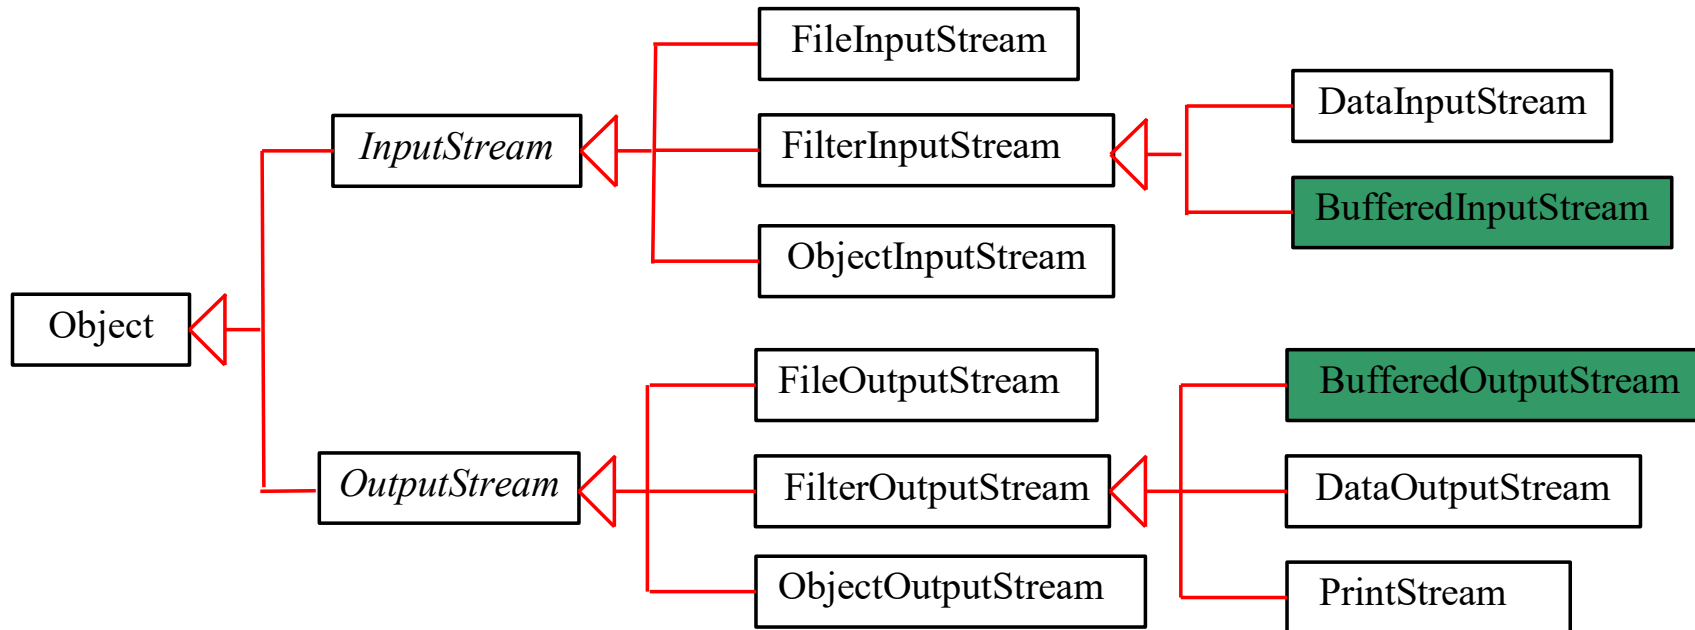 FileInputStream
DataInputStream
InputStream
FilterInputStream
BufferedInputStream
ObjectInputStream
Object
FileOutputStream
BufferedOutputStream
OutputStream
FilterOutputStream
DataOutputStream
ObjectOutputStream
PrintStream